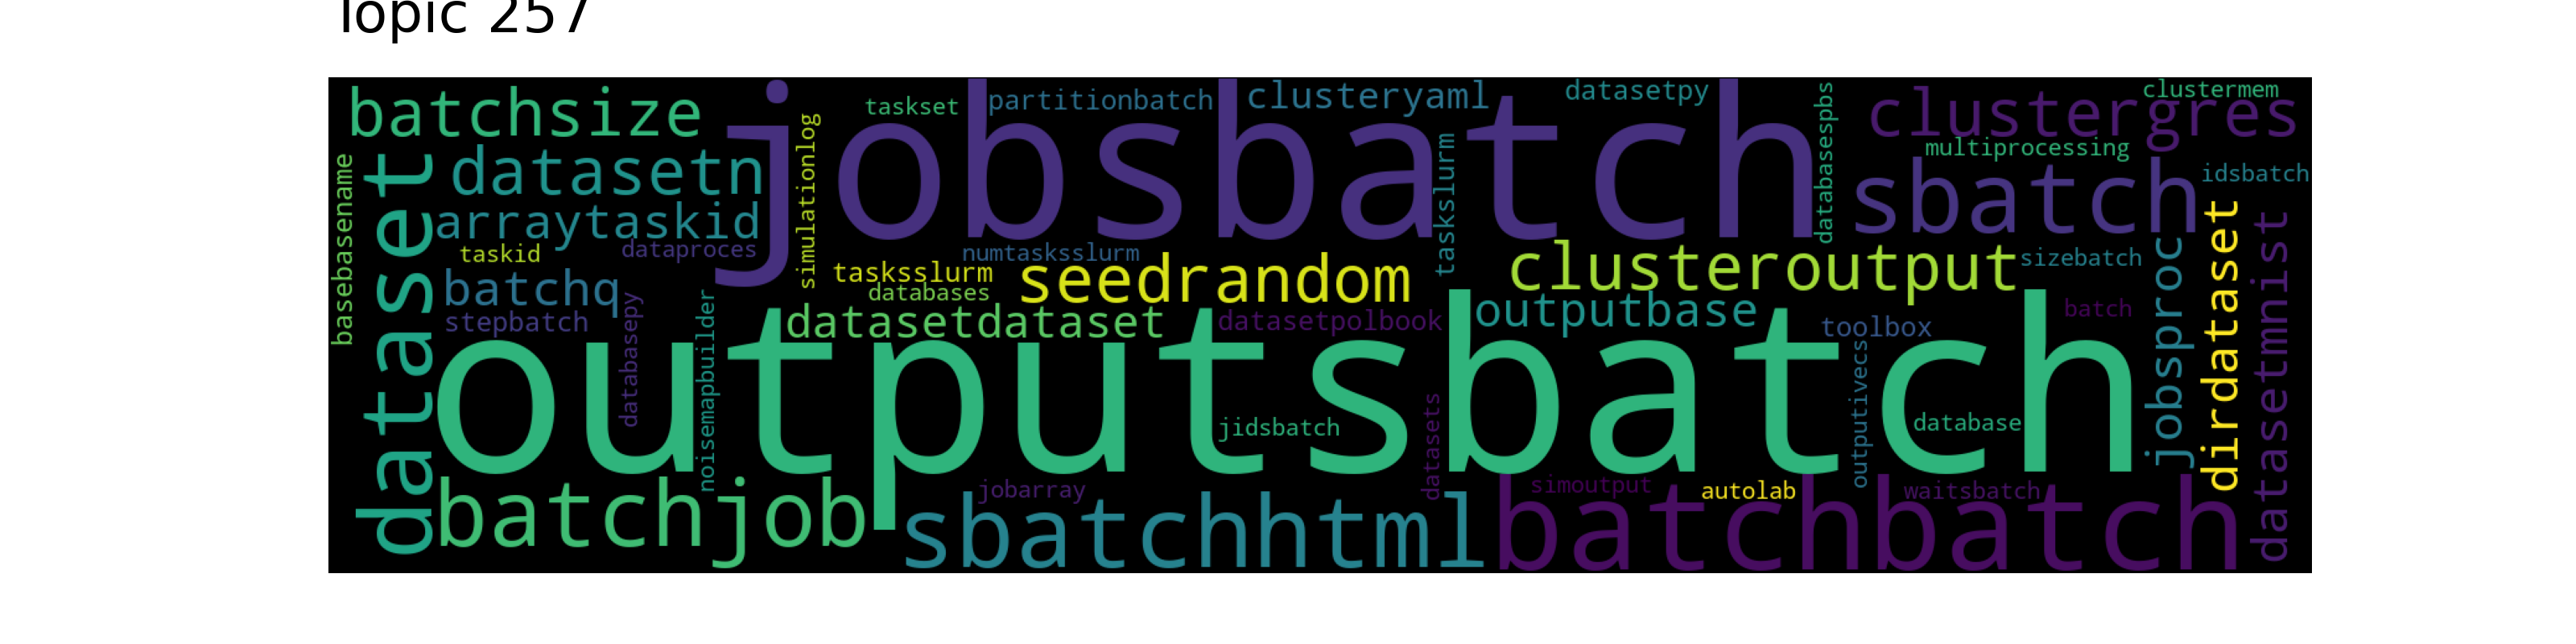 Topic 257
batchsize
taskset
partitionbatch
clusteryaml
datasetpy
clustermem
clustergres
jobsbatch
multiprocessing
datasetn
sbatch
idsbatch
basebasename
dataset
arraytaskid
simulationlog
taskslurm
databasespbs
taskid
dataproces
numtasksslurm
tasksslurm
seedrandom
clusteroutput
sizebatch
batchq
databases
outputbase
batch
stepbatch
datasetdataset
datasetpolbook
toolbox
databasepy
noisemapbuilder
outputsbatch
jidsbatch
datasets
outputivecs
database
jobsproc
dirdataset
datasetmnist
batchjob
jobarray
simoutput
autolab
waitsbatch
sbatchhtml
batchbatch